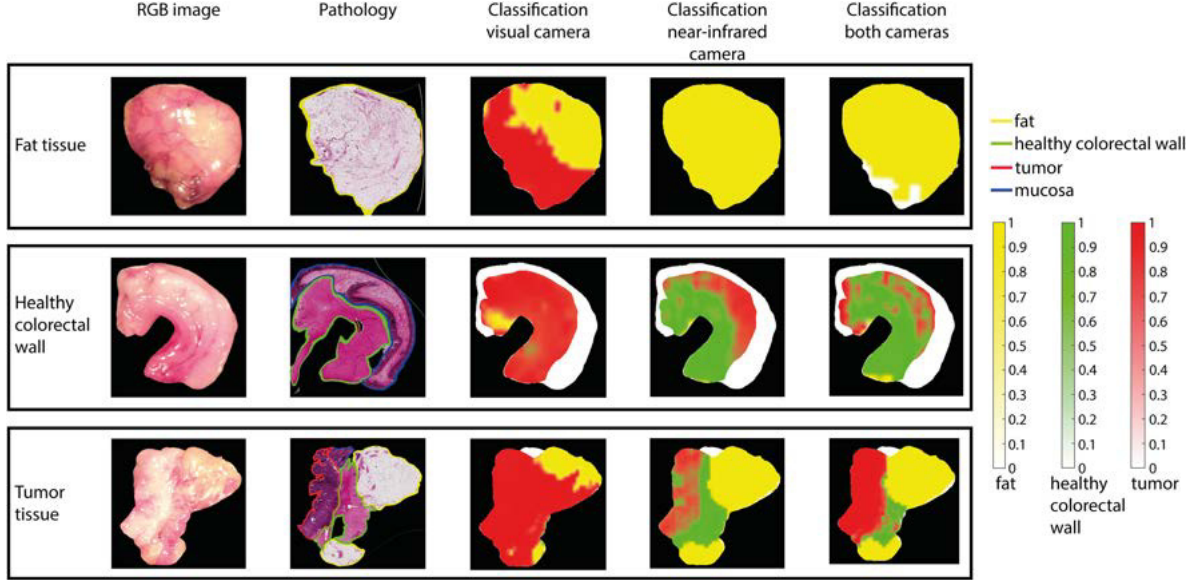 RGB image
Pathology
Classification
visual camera
Classification
near-infrared
camera
Classification
both cameras
Fat tissue
Healthy
colorectal
wall
Tumor
tissue
fat
healthy colorectal wall
tumor
mucosa
1
0.9
0.8
0.7
0.6
0.5
0.4
0.3
0.2
0.1
0
fat
1
0.9
0.8
0.7
0.6
0.5
0.4
0.3
0.2
0.1
0
healthy
colorectal
wall
1
0.9
0.8
0.7
0.6
0.5
0.4
0.3
0.2
0.1
0
tumor